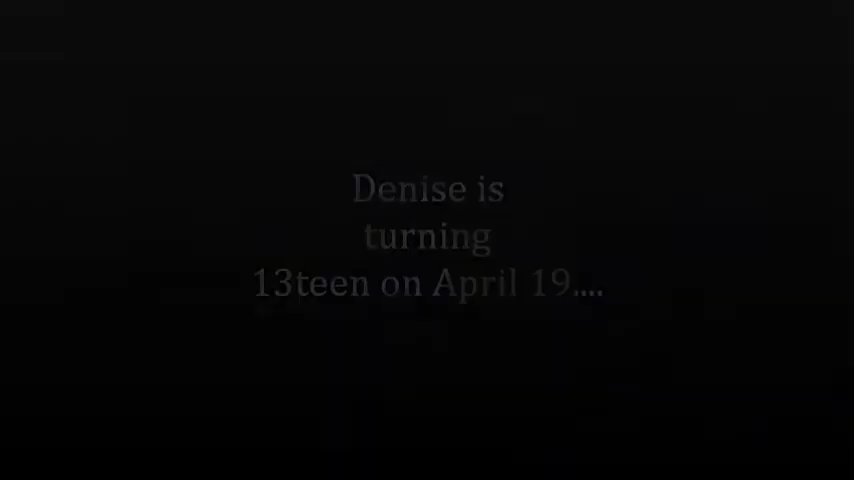 Denise is
turning
13teen on April 19....